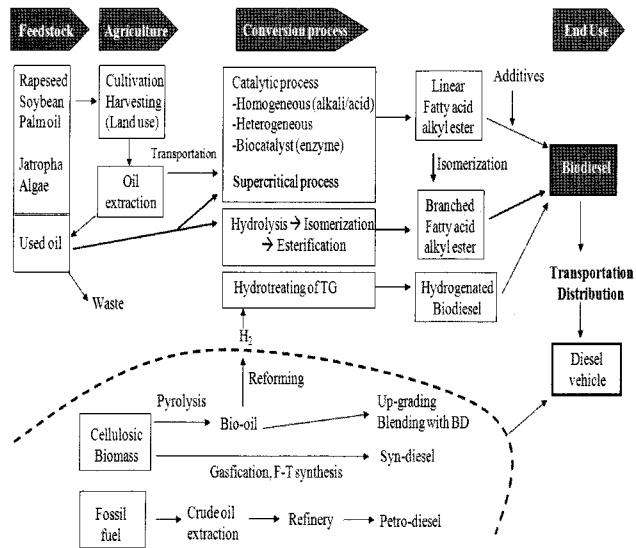 Feedstock
Agriculture
Conversion process
End Use
Rapeseed
Soybean
Palm oil
Jatropha
Algae
Used oil
Waste
Cultivation
Harvesting
(Land use)
Transportation
Oil
extraction
Catalytic process
-Homogeneous (alkali/acid)
-Heterogeneous
-Biocatalyst (enzyme)
Supercritical process
Hydrolysis → Isomerization
→ Esterification
Hydrotreating of TG
H₂
Linear
Fatty acid
alkyl ester
Isomerization
Branched
Fatty acid
alkyl ester
Hydrogenated
Biodiesel
Additives
Biodiesel
Transportation
Distribution
Diesel
vehicle
Reforming
Pyrolysis
Bio-oil
Up-grading
Blending with BD
Cellulosic
Biomass
Gasfication, F-T synthesis
Syn-diesel
Fossil
fuel
Crude oil
extraction
Refinery
Petro-diesel